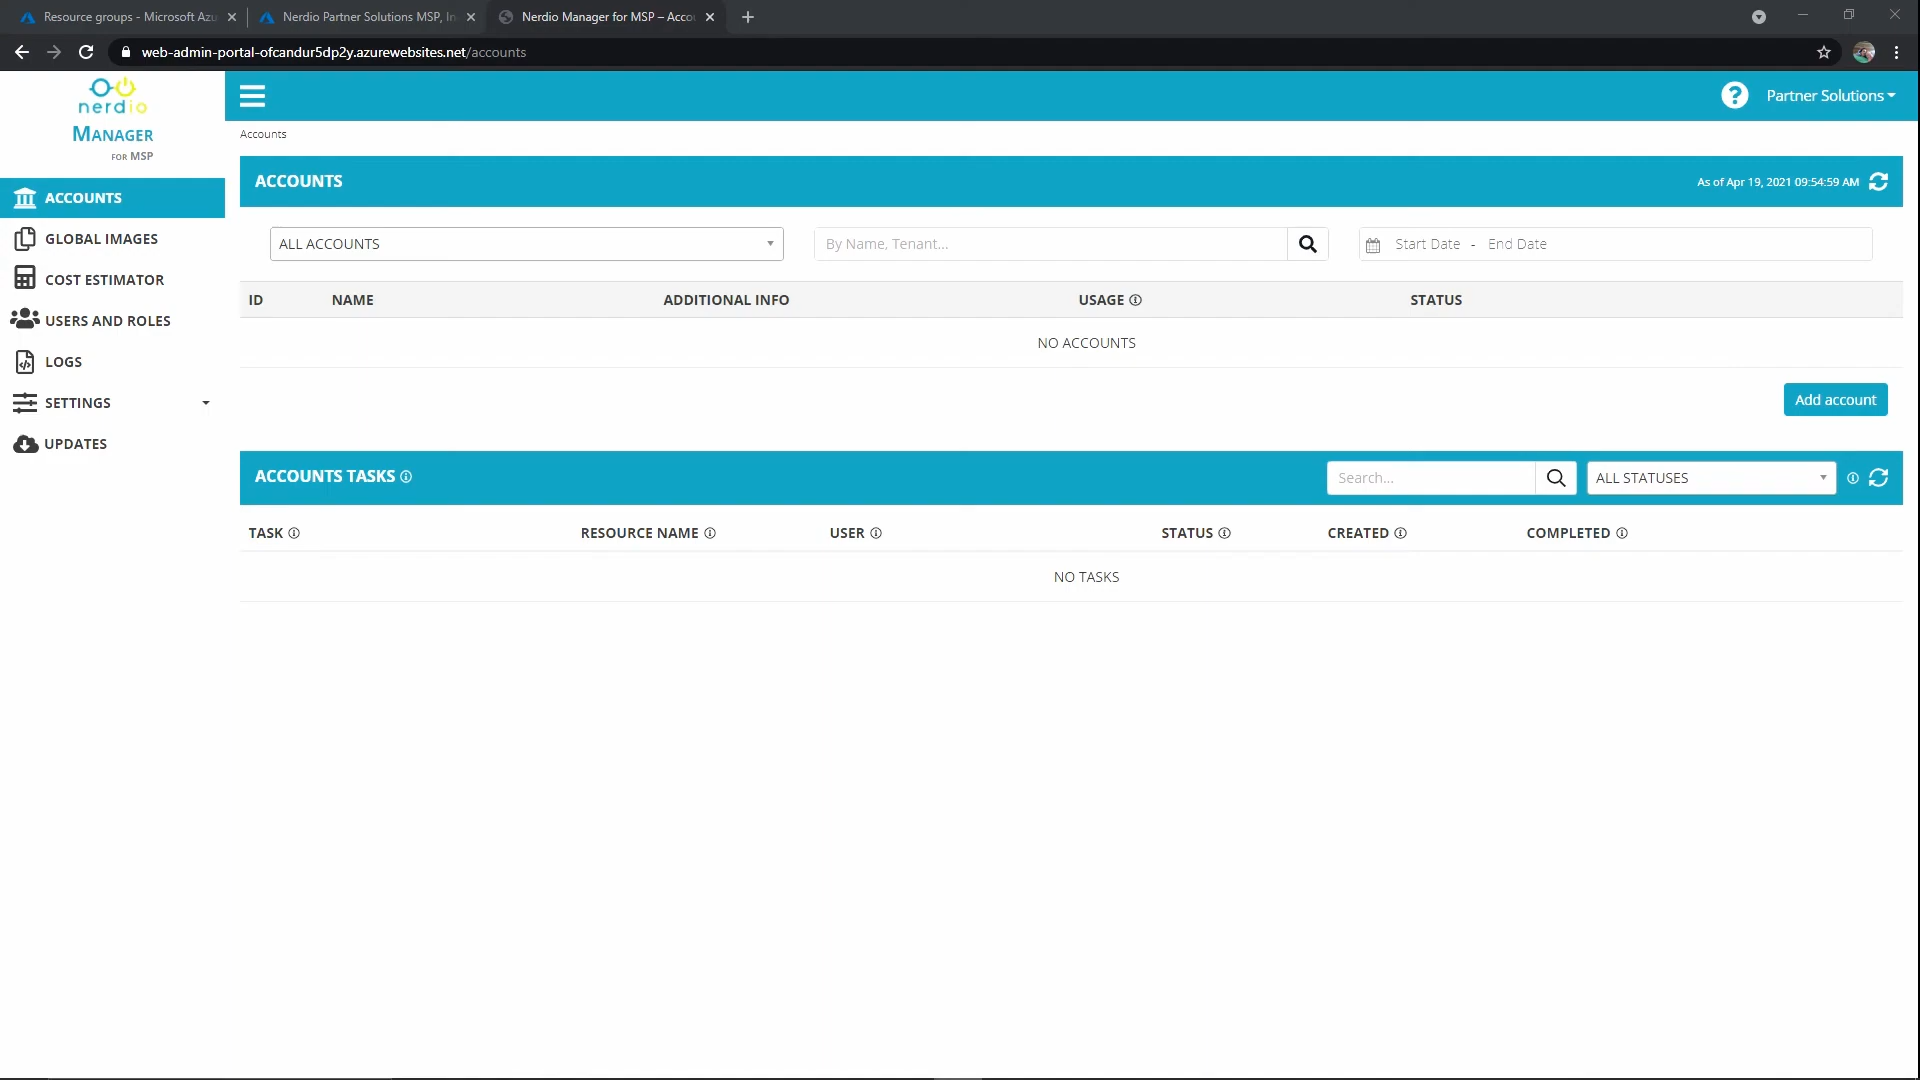 Resource groups - Microsoft Azu
Nerdio Partner Solutions MSP, In
Nerdio Manager for MSP – Accou
web-admin-portal-ofcandur5dp2y.azurewebsites.net/accounts
nerdio
MANAGER
FOR MSP
? Partner Solutions
Accounts
ACCOUNTS
GLOBAL IMAGES
COST ESTIMATOR
USERS AND ROLES
LOGS
SETTINGS
UPDATES
ACCOUNTS As of Apr 19, 2021 09:54:59 AM
ALL ACCOUNTS By Name, Tenant... Start Date - End Date
ID NAME ADDITIONAL INFO USAGE STATUS
NO ACCOUNTS
Add account
ACCOUNTS TASKS Search... ALL STATUSES
TASK RESOURCE NAME USER STATUS CREATED COMPLETED
NO TASKS